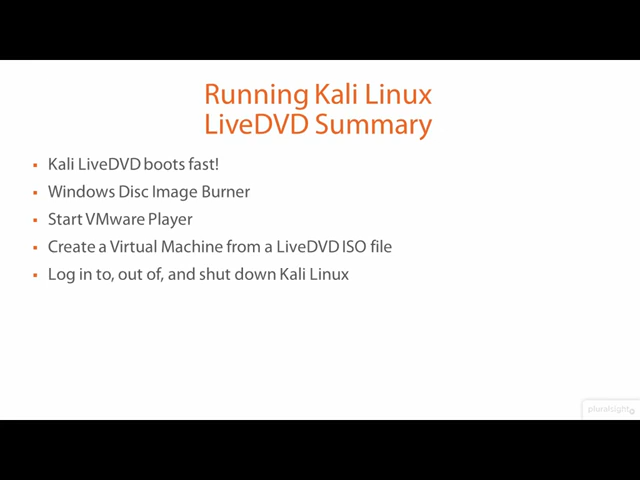 Running Kali Linux
LiveDVD Summary
▪ Kali LiveDVD boots fast!
▪ Windows Disc Image Burner
▪ Start VMware Player
▪ Create a Virtual Machine from a LiveDVD ISO file
▪ Log in to, out of, and shut down Kali Linux
pluralsight